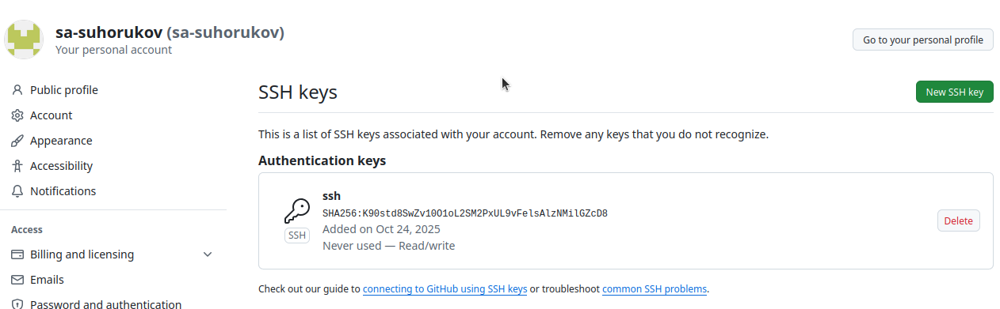 sa-suhorukov (sa-suhorukov)
Your personal account
Go to your personal profile
Public profile
Account
Appearance
Accessibility
Notifications
Access
Billing and licensing
Emails
Password and authentication
SSH keys
New SSH key
This is a list of SSH keys associated with your account. Remove any keys that you do not recognize.
Authentication keys
ssh
SHA256:K90std8SwZv10O1oL2SM2PxUL9vFelsAlzNMilGZcD8
Added on Oct 24, 2025
Never used — Read/write
SSH
Delete
Check out our guide to connecting to GitHub using SSH keys or troubleshoot common SSH problems.